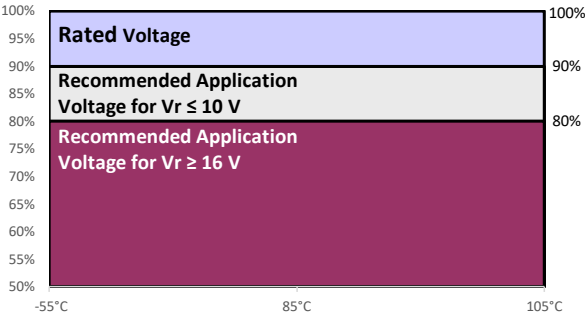 100%
95%
90%
85%
80%
75%
70%
65%
60%
55%
50%
Rated Voltage
Recommended Application
Voltage for Vr ≤ 10 V
Recommended Application
Voltage for Vr ≥ 16 V
100%
90%
80%
-55°C
85°C
105°C